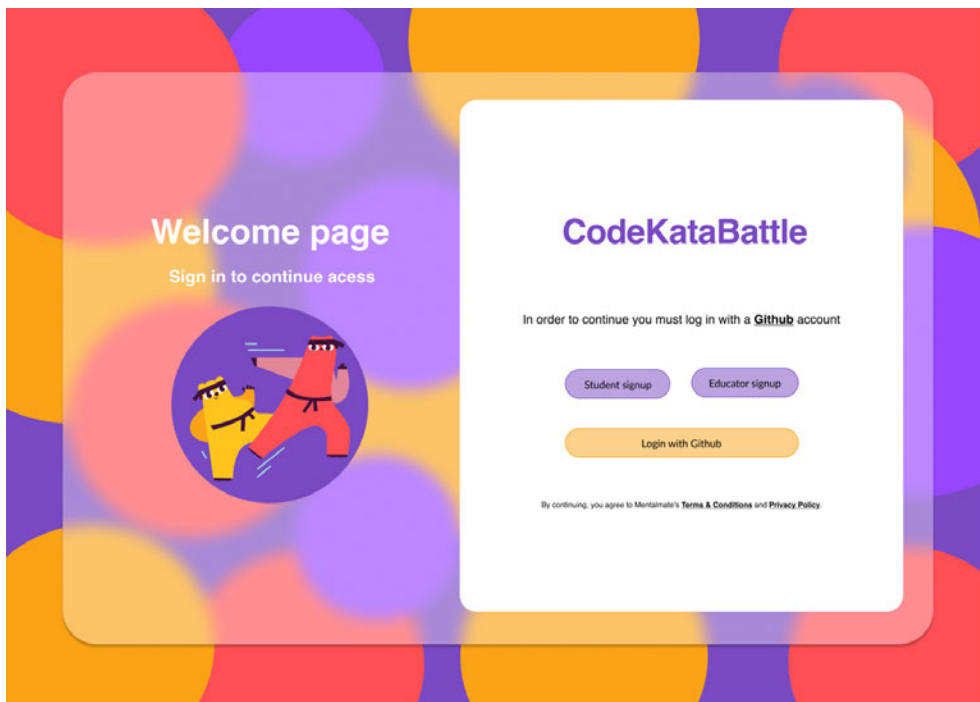 Welcome page
Sign in to continue acess
CodeKataBattle
In order to continue you must log in with a Github account
Student signup
Educator signup
Login with Github
By continuing, you agree to Mentalmate's Terms & Conditions and Privacy Policy.